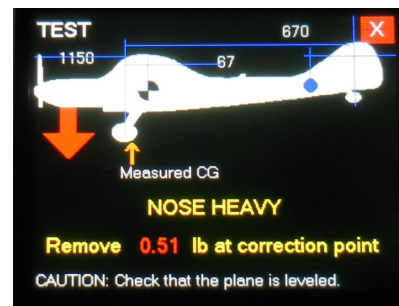 TEST
670
X
1150
67
Measured CG
NOSE HEAVY
Remove 0.51 lb at correction point
CAUTION: Check that the plane is leveled.